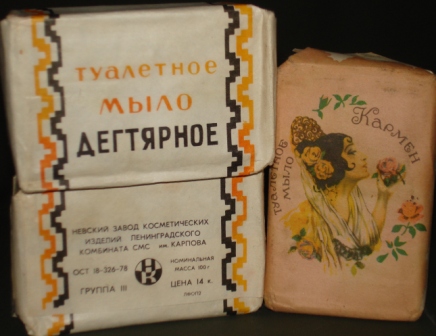 ТУАЛЕТНОЕ
МЫЛО
ДЕГТЯРНОЕ
НЕВСКИЙ ЗАВОД КОСМЕТИЧЕСКИХ
ИЗДЕЛИЙ ЛЕНИНГРАДСКОГО
КОМБИНАТА СМС им. КАРПОВА
ОСТ 18-326-78
ГРУППА III
НК
НОМИНАЛЬНАЯ
МАССА 100 г
ЦЕНА 14 к.
КАРМЕН
ТУАЛЕТНОЕ
МЫЛО